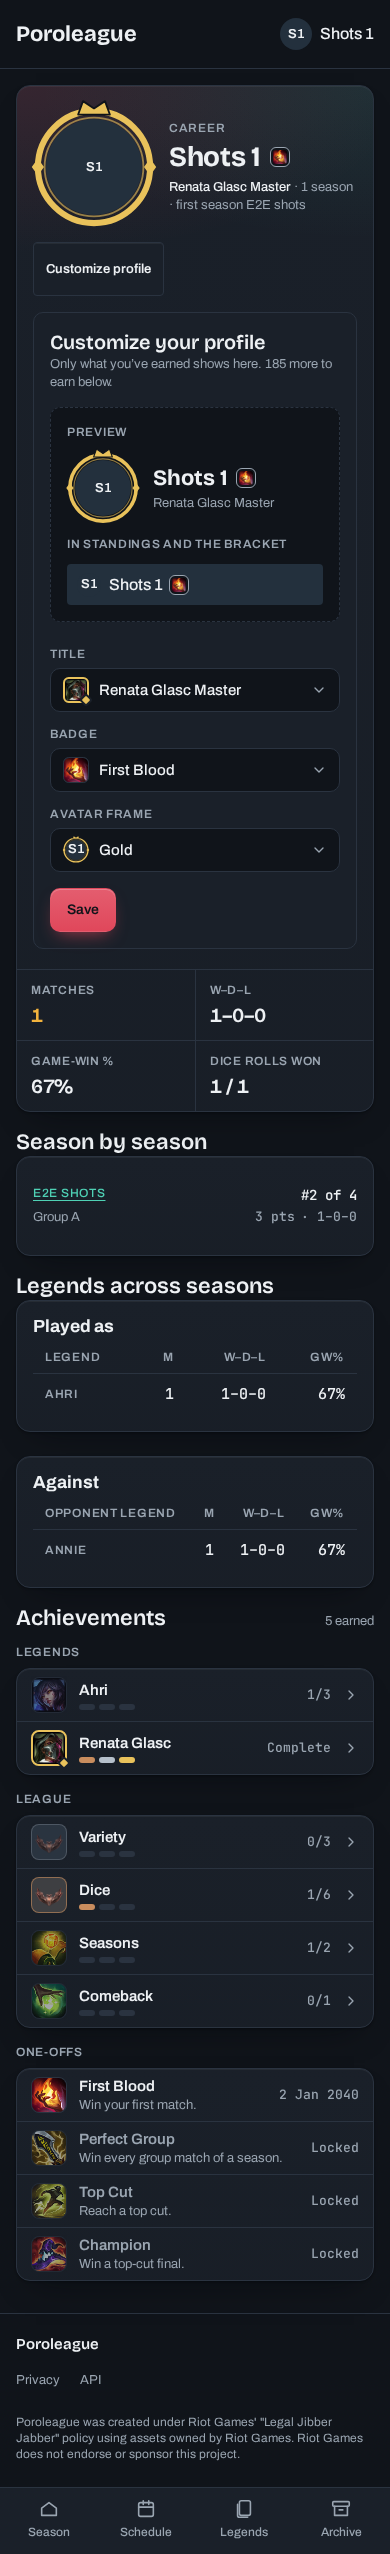 Poroleague
S1 Shots 1
S1
CAREER
Shots 1
Renata Glasc Master · 1 season
· first season E2E shots
Customize profile
Customize your profile
Only what you've earned shows here. 185 more to
earn below.
PREVIEW
S1
Shots 1
Renata Glasc Master
IN STANDINGS AND THE BRACKET
S1 Shots 1
TITLE
Renata Glasc Master
BADGE
First Blood
AVATAR FRAME
S1 Gold
Save
MATCHES
1
W–D–L
1–0–0
GAME-WIN %
67%
DICE ROLLS WON
1 / 1
Season by season
E2E SHOTS
#2 of 4
Group A
3 pts · 1-0-0
Legends across seasons
Played as
LEGEND M W–D–L GW%
AHRI 1 1-0-0 67%
Against
OPPONENT LEGEND M W–D–L GW%
ANNIE 1 1-0-0 67%
Achievements
5 earned
LEGENDS
Ahri
1/3
Renata Glasc
Complete
LEAGUE
Variety
0/3
Dice
1/6
Seasons
1/2
Comeback
0/1
ONE-OFFS
First Blood
Win your first match.
2 Jan 2040
Perfect Group
Win every group match of a season.
Locked
Top Cut
Reach a top cut.
Locked
Champion
Win a top-cut final.
Locked
Poroleague
Privacy API
Poroleague was created under Riot Games' "Legal Jibber
Jabber" policy using assets owned by Riot Games. Riot Games
does not endorse or sponsor this project.
Season Schedule Legends Archive